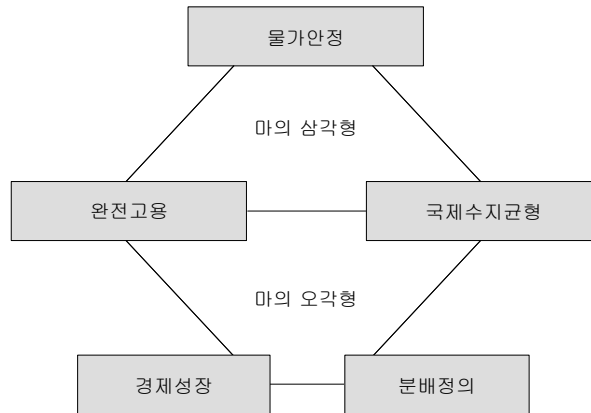 물가안정
마의 삼각형
완전고용
국제수지균형
마의 오각형
경제성장
분배정의